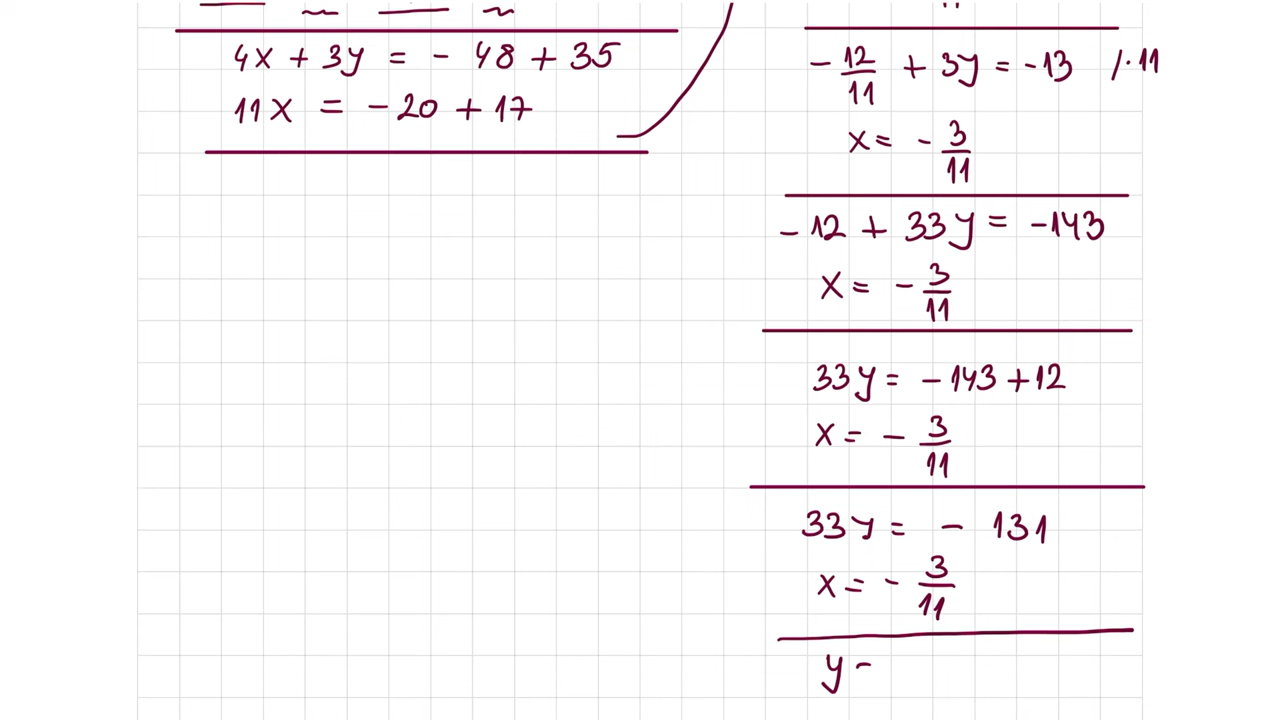 4x + 3y = - 48 + 35
11x = - 20 + 17
- 12/11 + 3y = -13 /·11
x = - 3/11
- 12 + 33y = -143
x = - 3/11
33y = - 143 + 12
x = - 3/11
33y = - 131
x = - 3/11
y -